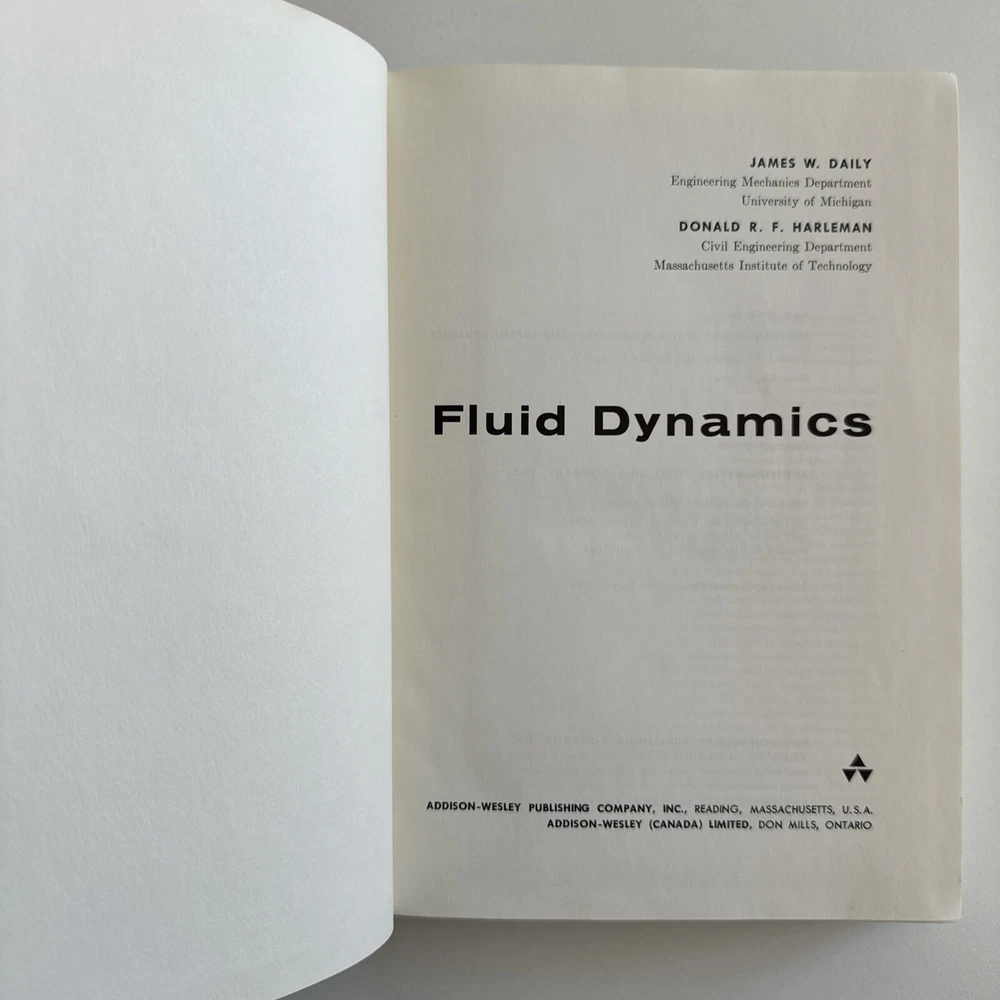 JAMES W. DAILY
Engineering Mechanics Department
University of Michigan
DONALD R. F. HARLEMAN
Civil Engineering Department
Massachusetts Institute of Technology
Fluid Dynamics
ADDISON-WESLEY PUBLISHING COMPANY, INC., READING, MASSACHUSETTS, U.S.A.
ADDISON-WESLEY (CANADA) LIMITED, DON MILLS, ONTARIO